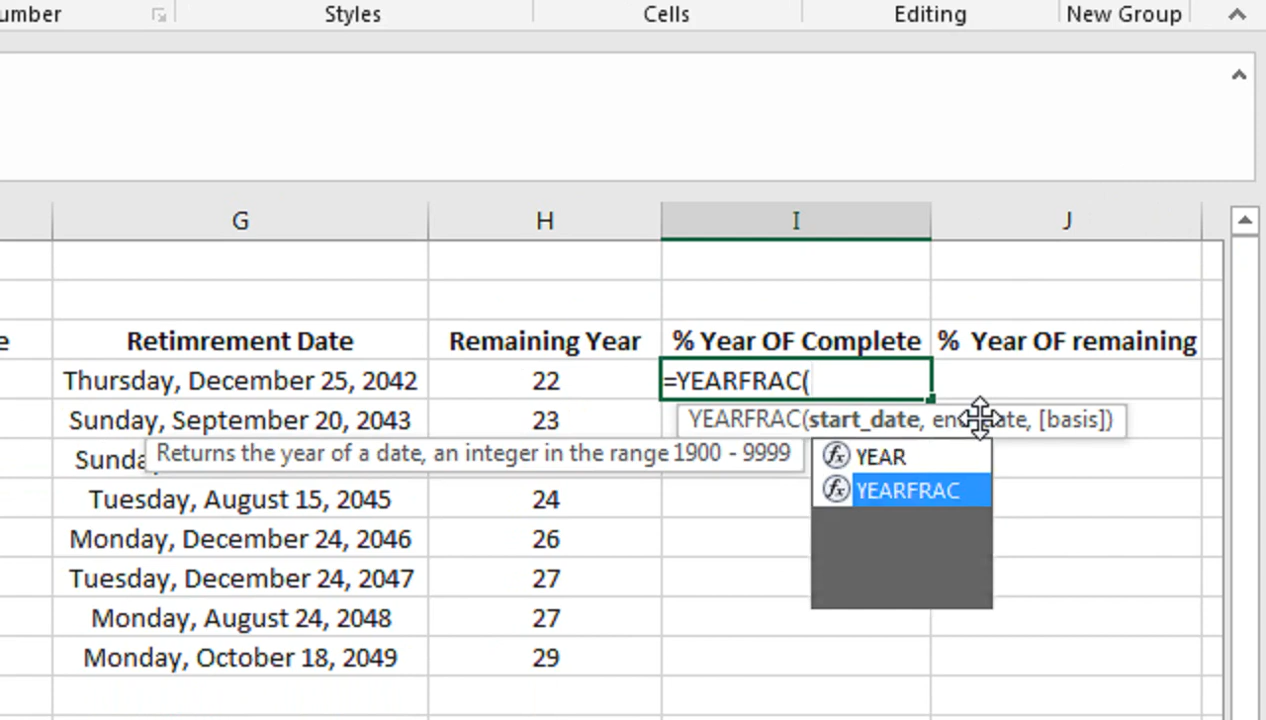 umber Styles Cells Editing New Group
G H I J
e Retimrement Date Remaining Year % Year OF Complete % Year OF remaining
Thursday, December 25, 2042 22 =YEARFRAC(
Sunday, September 20, 2043 23 YEARFRAC(start_date, end_date, [basis])
Sunda Returns the year of a date, an integer in the range 1900 - 9999 YEAR
YEARFRAC
Tuesday, August 15, 2045 24
Monday, December 24, 2046 26
Tuesday, December 24, 2047 27
Monday, August 24, 2048 27
Monday, October 18, 2049 29